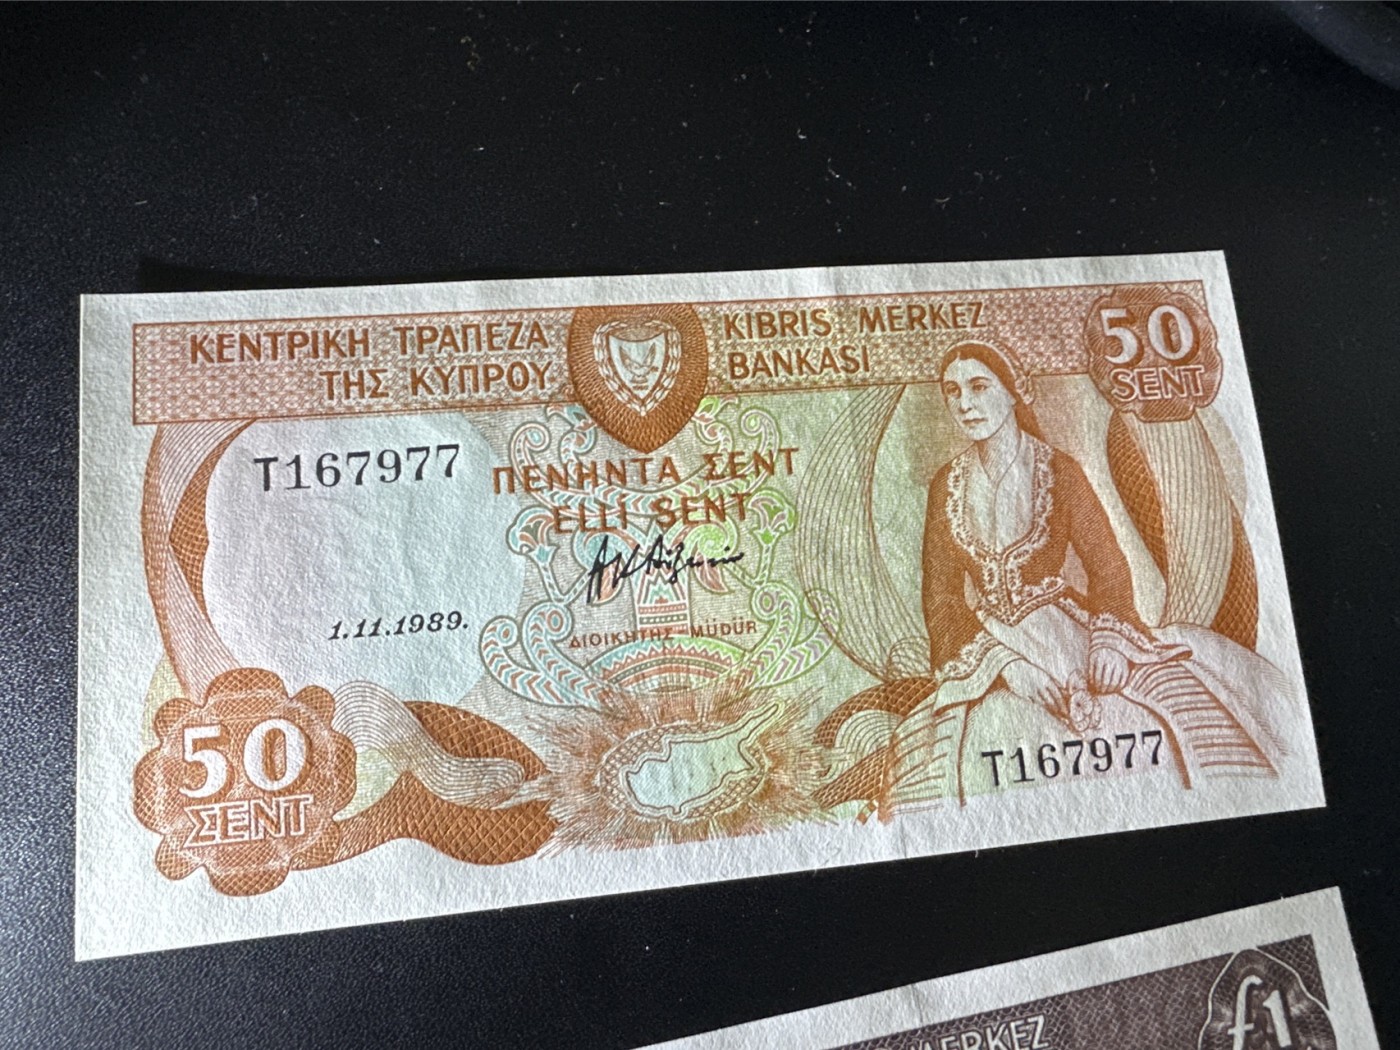 ΚΕΝΤΡΙΚΗ ΤΡΑΠΕΖΑ
ΤΗΣ ΚΥΠΡΟΥ
KIBRIS MERKEZ
BANKASI
50
SENT
T167977
ΠΕΝΗΝΤΑ ΣΕΝΤ
ELLİ SENT
1.11.1989.
ΔΙΟΙΚΗΤΗΣ MÜDÜR
50
ΣΕΝΤ
T167977
MERKEZ
£1